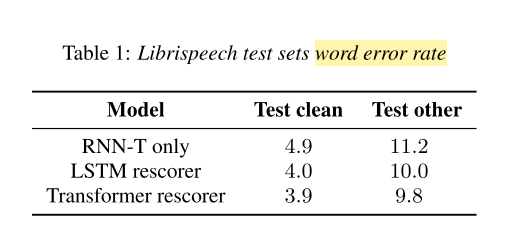 Table 1: Librispeech test sets word error rate
Model Test clean Test other
RNN-T only 4.9 11.2
LSTM rescorer 4.0 10.0
Transformer rescorer 3.9 9.8